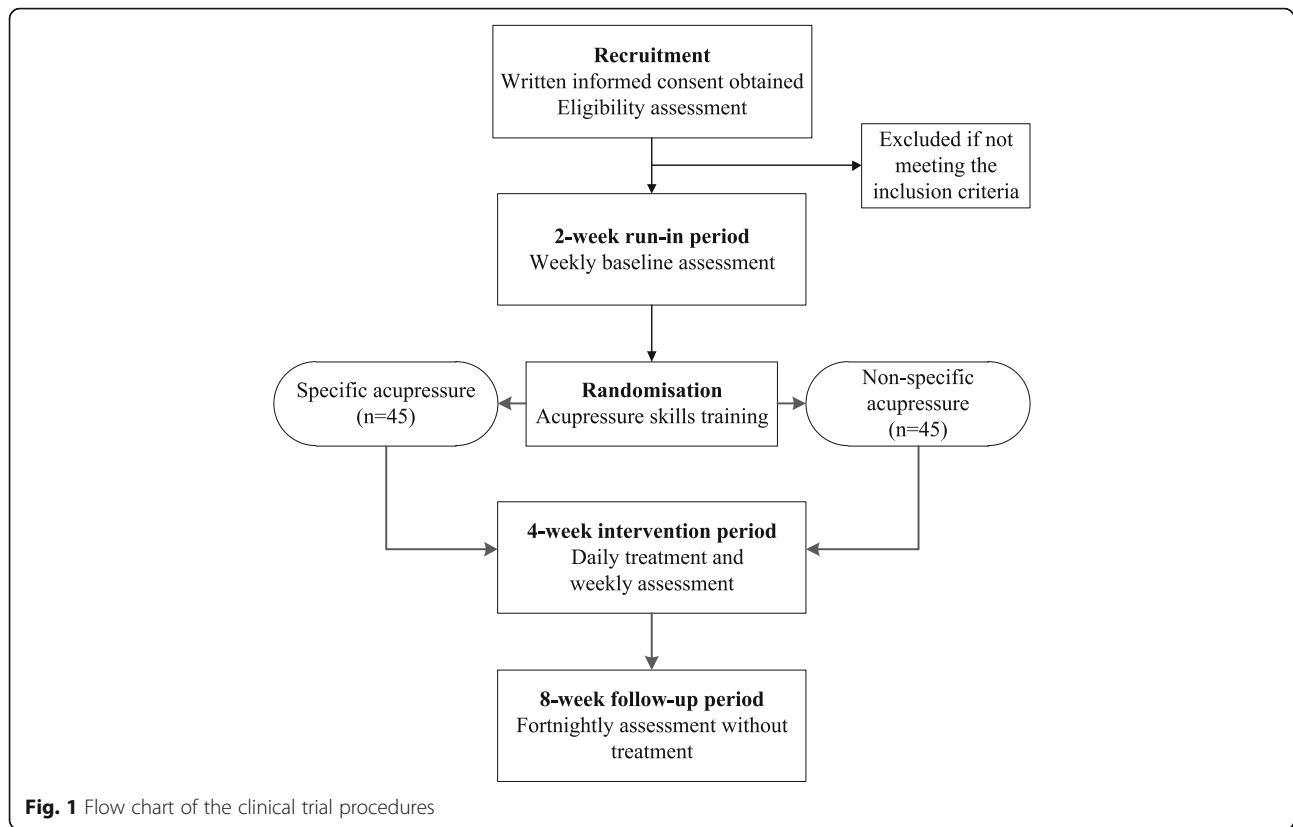 Recruitment
Written informed consent obtained
Eligibility assessment
Excluded if not
meeting the
inclusion criteria
2-week run-in period
Weekly baseline assessment
Specific acupressure
(n=45)
Randomisation
Acupressure skills training
Non-specific
acupressure
(n=45)
4-week intervention period
Daily treatment and
weekly assessment
8-week follow-up period
Fortnightly assessment without
treatment
Fig. 1 Flow chart of the clinical trial procedures